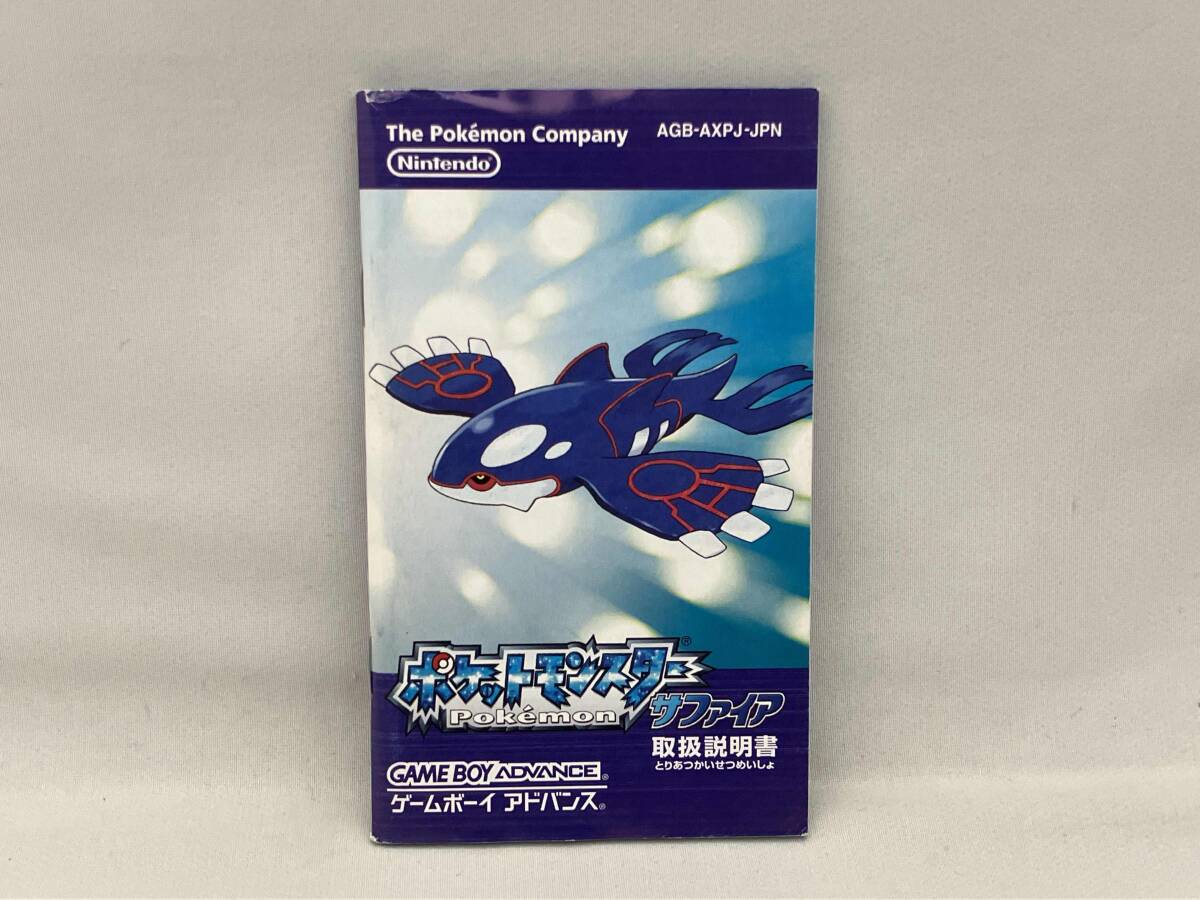 The Pokémon Company AGB-AXPJ-JPN
Nintendo®
ポケットモンスター®
Pokémon サファイア
取扱説明書
とりあつかいせつめいしょ
GAME BOY ADVANCE®
ゲームボーイ アドバンス®